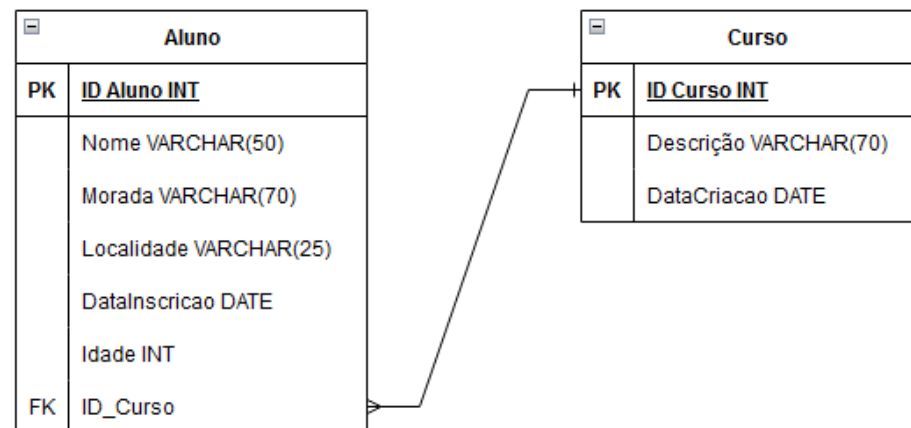 Aluno
PK ID Aluno INT
Nome VARCHAR(50)
Morada VARCHAR(70)
Localidade VARCHAR(25)
DataInscricao DATE
Idade INT
FK ID_Curso
Curso
PK ID Curso INT
Descrição VARCHAR(70)
DataCriacao DATE